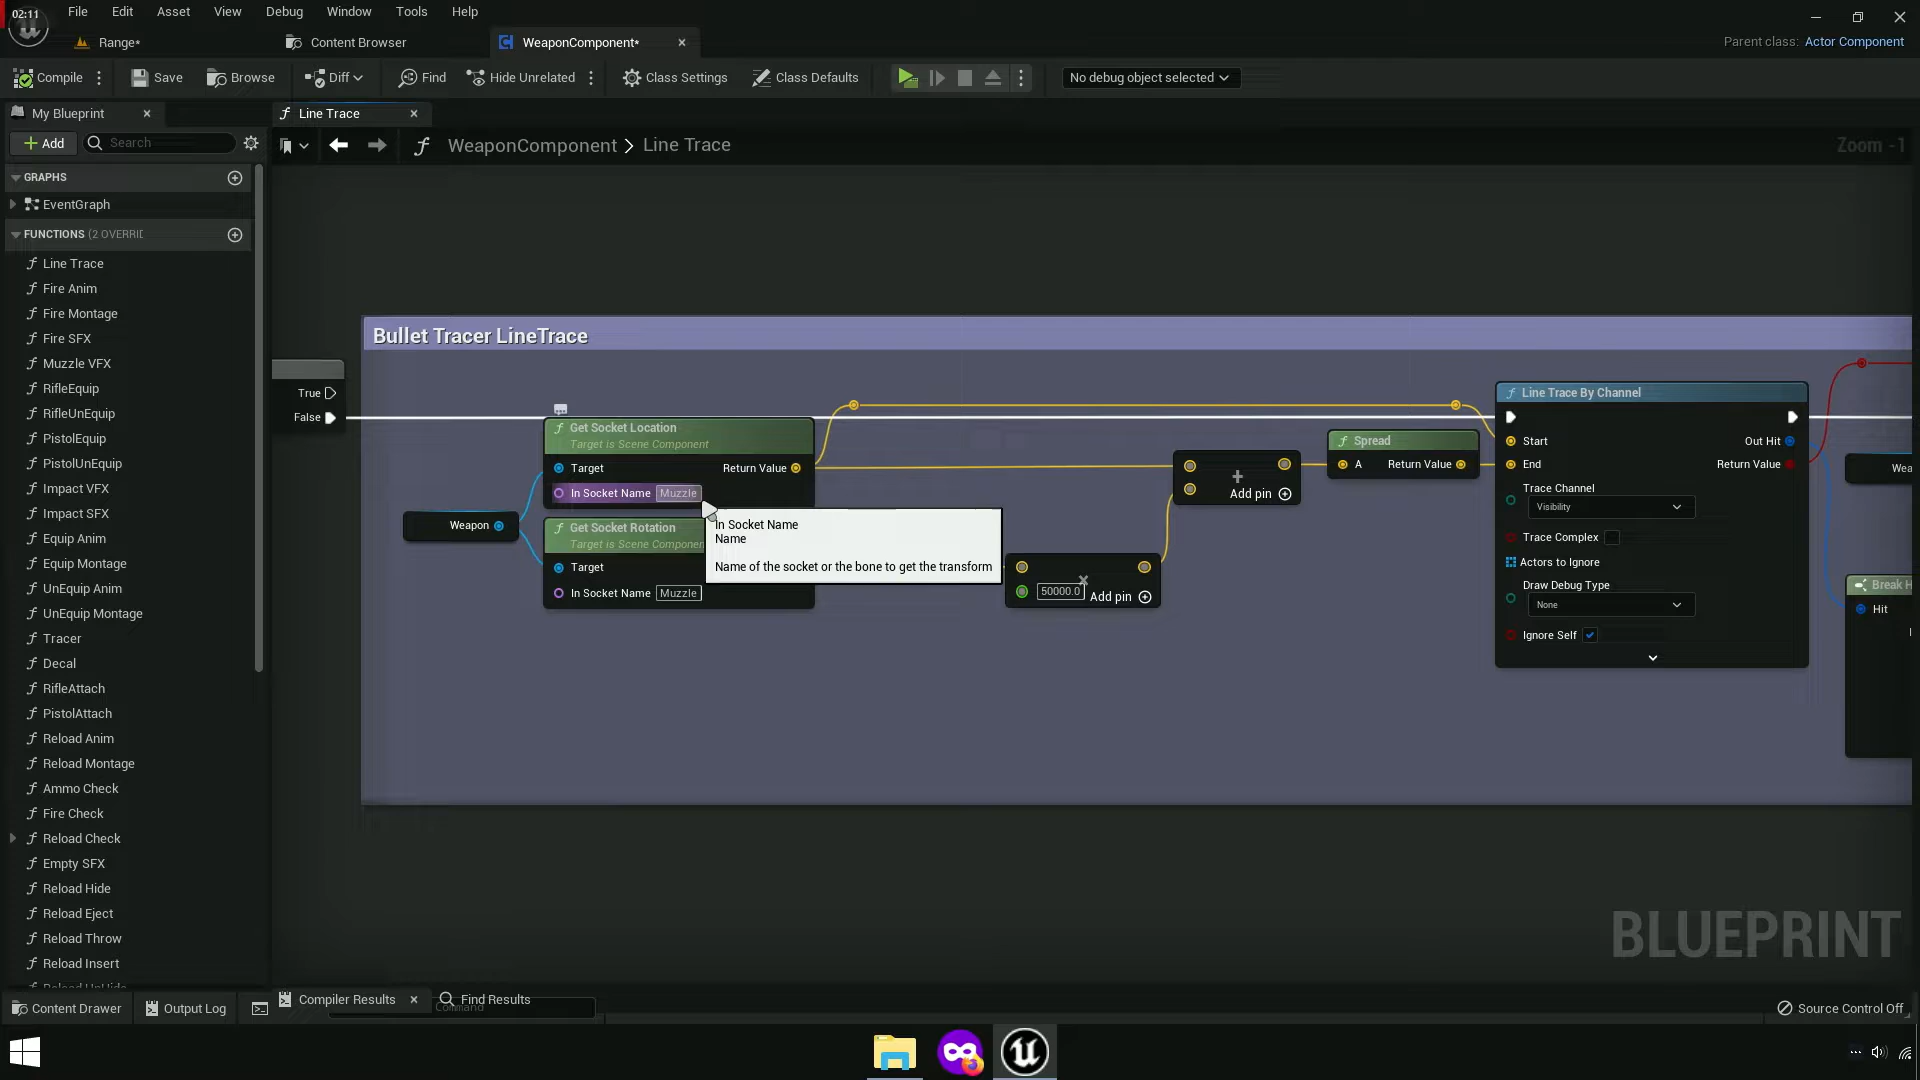 02:11
File Edit Asset View Debug Window Tools Help
Range*
Content Browser
WeaponComponent*
Parent class: Actor Component
Compile
Save
Browse
Diff
Find
Hide Unrelated
Class Settings
Class Defaults
No debug object selected
My Blueprint
Line Trace
Add
Search
WeaponComponent > Line Trace
Zoom -1
GRAPHS
EventGraph
FUNCTIONS (2 OVERRID
Line Trace
Fire Anim
Fire Montage
Fire SFX
Muzzle VFX
RifleEquip
RifleUnEquip
PistolEquip
PistolUnEquip
Impact VFX
Impact SFX
Equip Anim
Equip Montage
UnEquip Anim
UnEquip Montage
Tracer
Decal
RifleAttach
PistolAttach
Reload Anim
Reload Montage
Ammo Check
Fire Check
Reload Check
Empty SFX
Reload Hide
Reload Eject
Reload Throw
Reload Insert
Reload UnHide
True
False
Bullet Tracer LineTrace
Weapon
Get Socket Location
Target is Scene Component
Target
Return Value
In Socket Name Muzzle
Get Socket Rotation
Target is Scene Componen
Target
In Socket Name Muzzle
In Socket Name
Name
Name of the socket or the bone to get the transform
50000.0
Add pin
Add pin
Spread
A
Return Value
Line Trace By Channel
Start
Out Hit
End
Return Value
Trace Channel
Visibility
Trace Complex
Actors to Ignore
Draw Debug Type
None
Ignore Self
Wea
Break H
Hit
BLUEPRINT
Compiler Results
Find Results
Content Drawer
Output Log
Command
Source Control Off